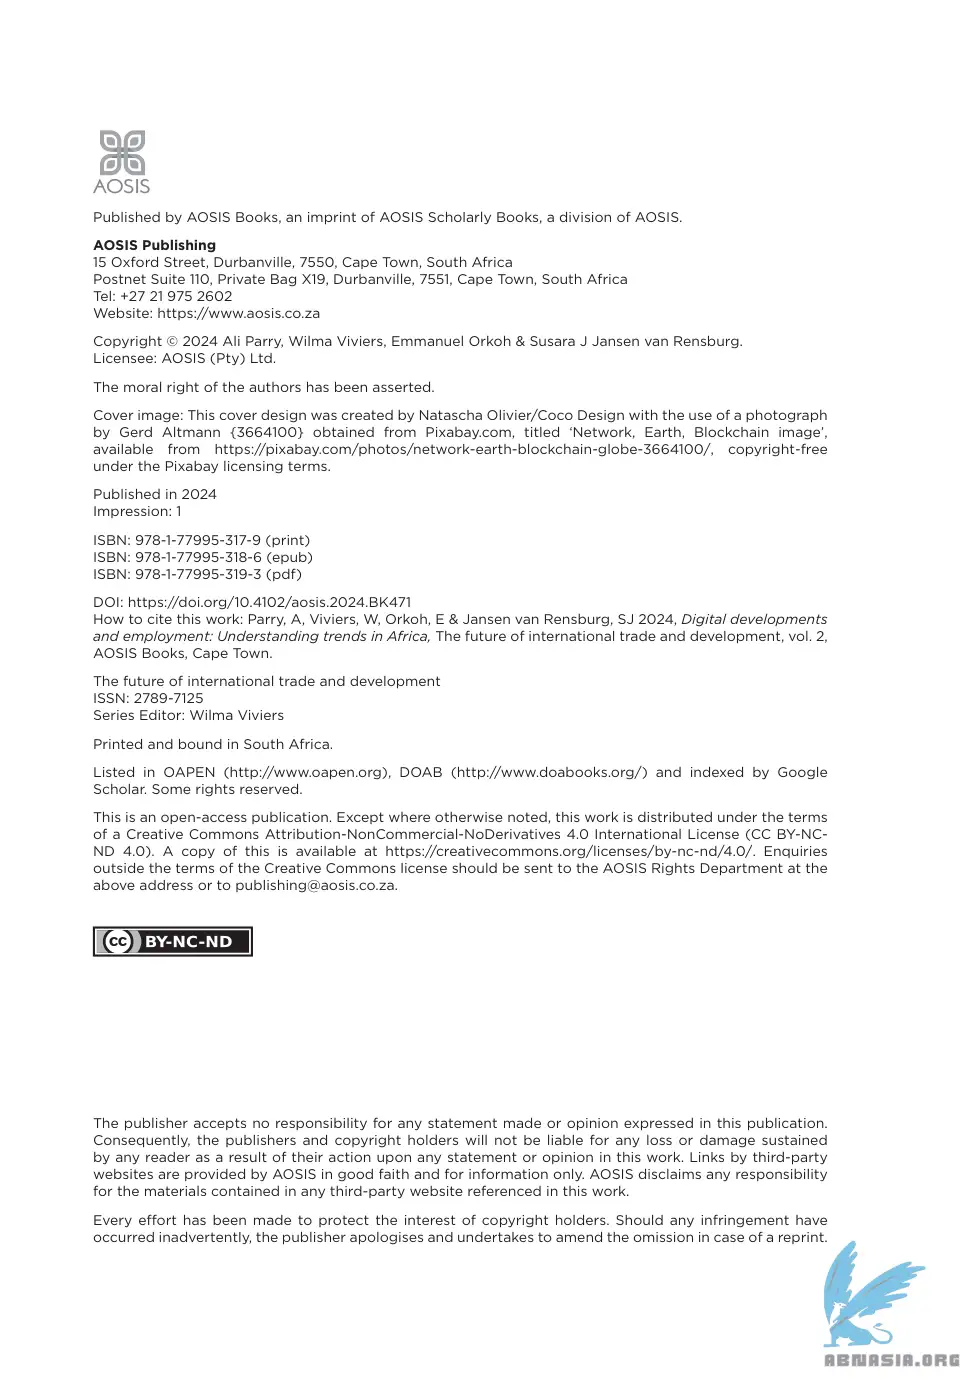 AOSIS
Published by AOSIS Books, an imprint of AOSIS Scholarly Books, a division of AOSIS.
AOSIS Publishing
15 Oxford Street, Durbanville, 7550, Cape Town, South Africa
Postnet Suite 110, Private Bag X19, Durbanville, 7551, Cape Town, South Africa
Tel: +27 21 975 2602
Website: https://www.aosis.co.za
Copyright © 2024 Ali Parry, Wilma Viviers, Emmanuel Orkoh & Susara J Jansen van Rensburg.
Licensee: AOSIS (Pty) Ltd.
The moral right of the authors has been asserted.
Cover image: This cover design was created by Natascha Olivier/Coco Design with the use of a photograph
by Gerd Altmann {3664100} obtained from Pixabay.com, titled ‘Network, Earth, Blockchain image’,
available from https://pixabay.com/photos/network-earth-blockchain-globe-3664100/, copyright-free
under the Pixabay licensing terms.
Published in 2024
Impression: 1
ISBN: 978-1-77995-317-9 (print)
ISBN: 978-1-77995-318-6 (epub)
ISBN: 978-1-77995-319-3 (pdf)
DOI: https://doi.org/10.4102/aosis.2024.BK471
How to cite this work: Parry, A, Viviers, W, Orkoh, E & Jansen van Rensburg, SJ 2024, Digital developments
and employment: Understanding trends in Africa, The future of international trade and development, vol. 2,
AOSIS Books, Cape Town.
The future of international trade and development
ISSN: 2789-7125
Series Editor: Wilma Viviers
Printed and bound in South Africa.
Listed in OAPEN (http://www.oapen.org), DOAB (http://www.doabooks.org/) and indexed by Google
Scholar. Some rights reserved.
This is an open-access publication. Except where otherwise noted, this work is distributed under the terms
of a Creative Commons Attribution-NonCommercial-NoDerivatives 4.0 International License (CC BY-NC-
ND 4.0). A copy of this is available at https://creativecommons.org/licenses/by-nc-nd/4.0/. Enquiries
outside the terms of the Creative Commons license should be sent to the AOSIS Rights Department at the
above address or to publishing@aosis.co.za.
cc BY-NC-ND
The publisher accepts no responsibility for any statement made or opinion expressed in this publication.
Consequently, the publishers and copyright holders will not be liable for any loss or damage sustained
by any reader as a result of their action upon any statement or opinion in this work. Links by third-party
websites are provided by AOSIS in good faith and for information only. AOSIS disclaims any responsibility
for the materials contained in any third-party website referenced in this work.
Every effort has been made to protect the interest of copyright holders. Should any infringement have
occurred inadvertently, the publisher apologises and undertakes to amend the omission in case of a reprint.
ABNASIA.ORG